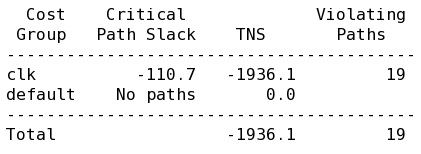 Cost    Critical             Violating
 Group   Path Slack    TNS       Paths
-----------------------------------------
clk          -110.7   -1936.1         19
default    No paths       0.0
-----------------------------------------
Total                 -1936.1         19